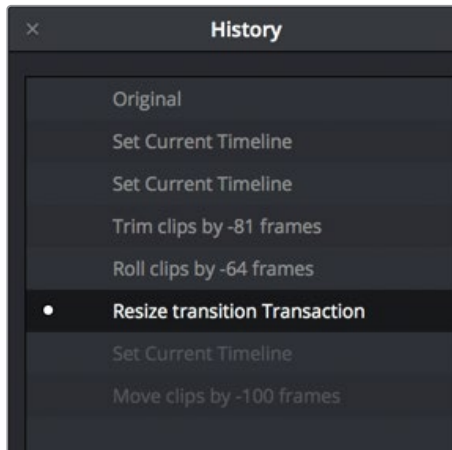 History
Original
Set Current Timeline
Set Current Timeline
Trim clips by -81 frames
Roll clips by -64 frames
Resize transition Transaction
Set Current Timeline
Move clips by -100 frames